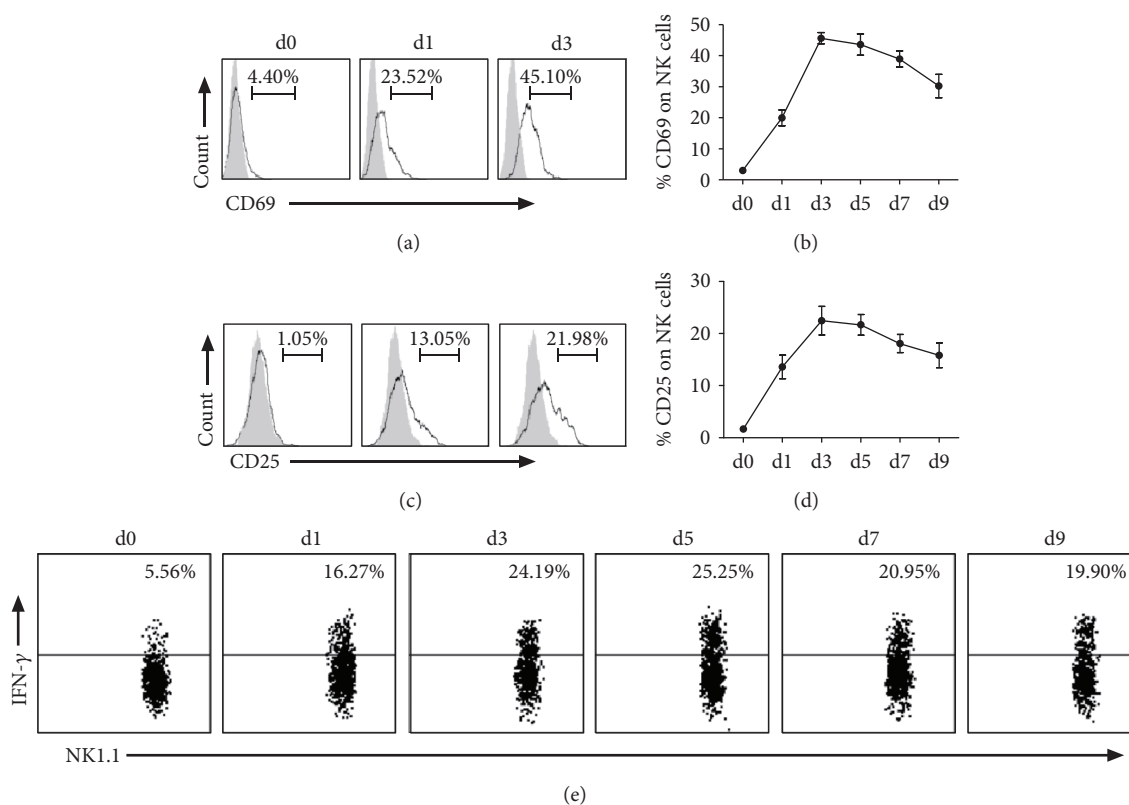 d0 d1 d3
4.40% 23.52% 45.10%
Count
CD69
(a)
50
40
30
20
10
0
% CD69 on NK cells
d0 d1 d3 d5 d7 d9
(b)
1.05% 13.05% 21.98%
Count
CD25
(c)
30
20
10
0
% CD25 on NK cells
d0 d1 d3 d5 d7 d9
(d)
d0 d1 d3 d5 d7 d9
5.56% 16.27% 24.19% 25.25% 20.95% 19.90%
IFN-γ
NK1.1
(e)